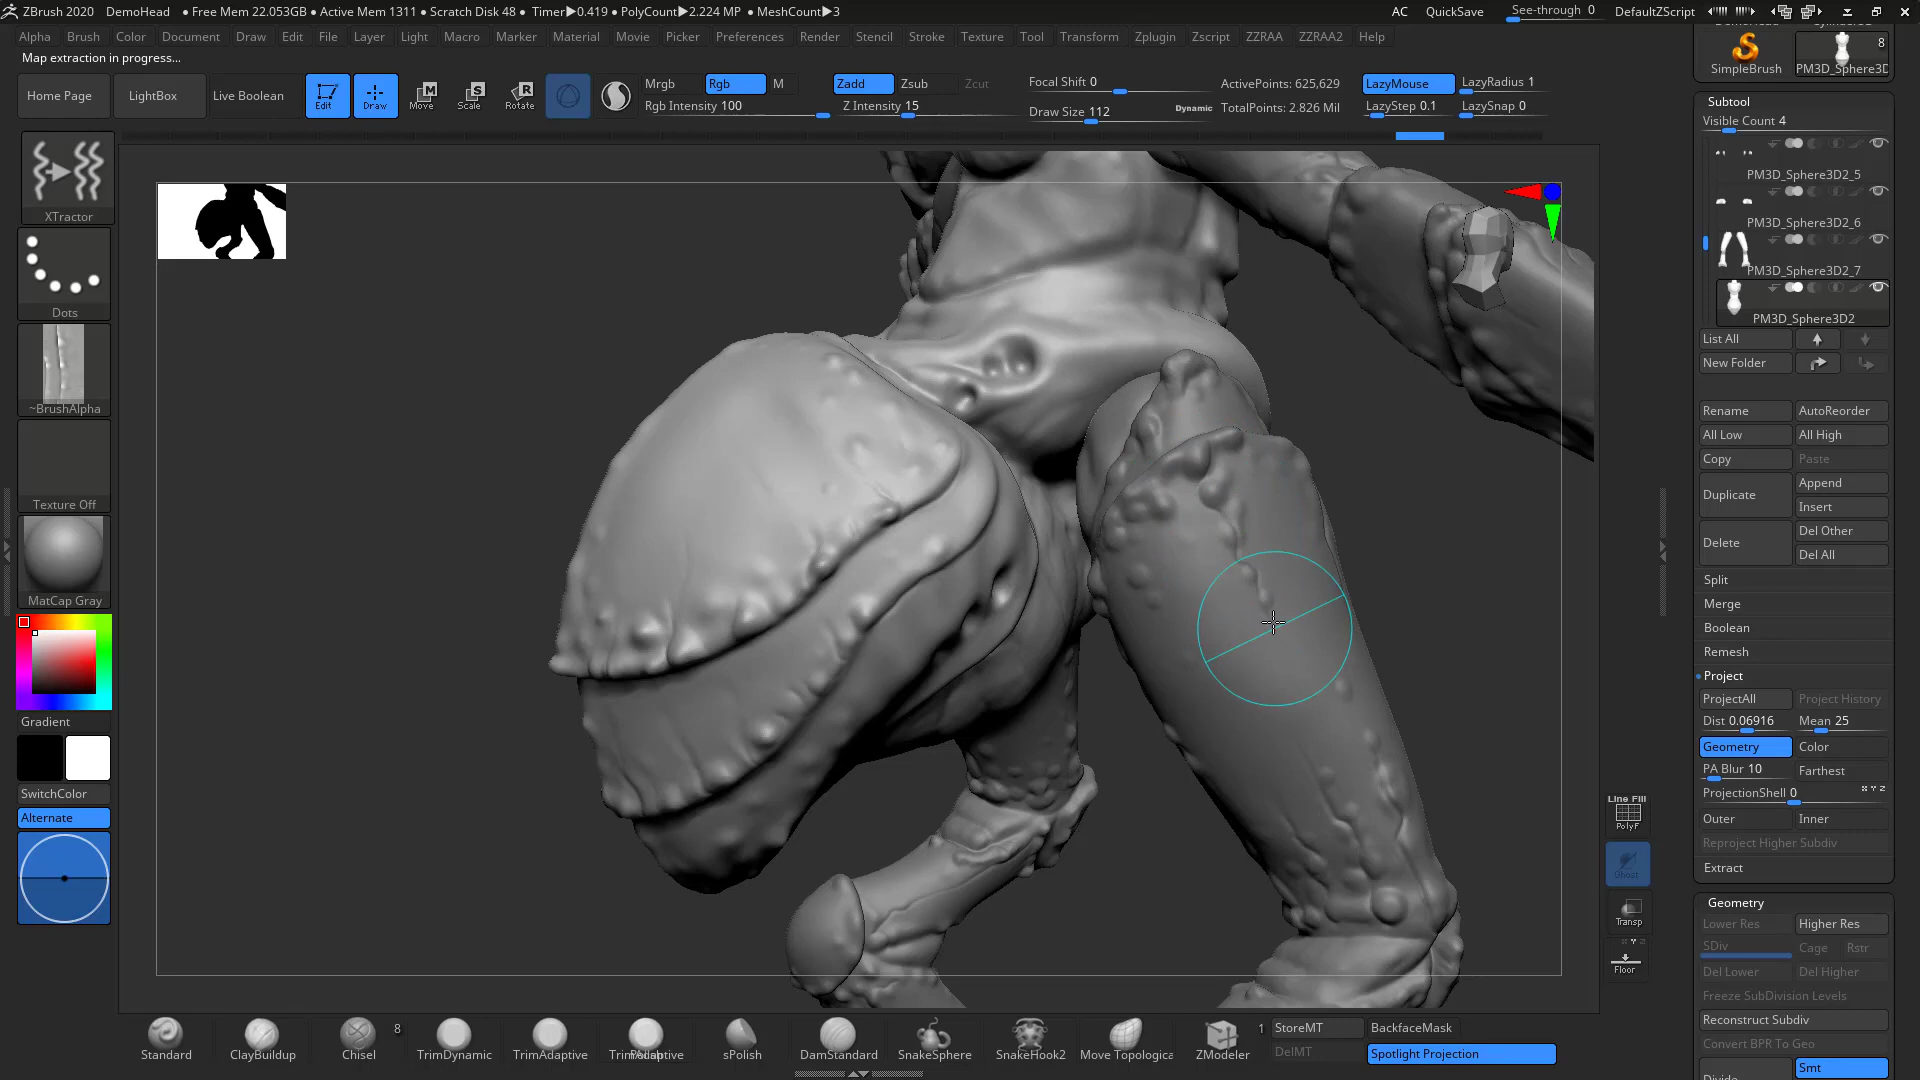 ZBrush 2020 DemoHead • Free Mem 22.053GB • Active Mem 1311 • Scratch Disk 48 • Timer▶0.419 • PolyCount▶2.224 MP • MeshCount▶3 AC QuickSave See-through 0 DefaultZScript
Alpha Brush Color Document Draw Edit File Layer Light Macro Marker Material Movie Picker Preferences Render Stencil Stroke Texture Tool Transform Zplugin Zscript ZZRAA ZZRAA2 Help
Map extraction in progress...
Home Page LightBox Live Boolean Edit Draw Move Scale Rotate
Mrgb Rgb M Zadd Zsub Zcut Focal Shift 0 ActivePoints: 625,629 LazyMouse LazyRadius 1
Rgb Intensity 100 Z Intensity 15 Draw Size 112 Dynamic TotalPoints: 2.826 Mil LazyStep 0.1 LazySnap 0
XTractor
Dots
~BrushAlpha
Texture Off
MatCap Gray
Gradient
SwitchColor
Alternate
SimpleBrush 8 PM3D_Sphere3D
Subtool
Visible Count 4
PM3D_Sphere3D2_5
PM3D_Sphere3D2_6
PM3D_Sphere3D2_7
PM3D_Sphere3D2
List All
New Folder
Rename AutoReorder
All Low All High
Copy Paste
Duplicate Append
Insert
Delete Del Other
Del All
Split
Merge
Boolean
Remesh
Project
ProjectAll Project History
Dist 0.06916 Mean 25
Geometry Color
PA Blur 10 Farthest
ProjectionShell 0 X Y Z
Outer Inner
Reproject Higher Subdiv
Extract
Geometry
Lower Res Higher Res
SDiv Cage Rstr
Del Lower Del Higher
Freeze SubDivision Levels
Reconstruct Subdiv
Convert BPR To Geo
Divide Smt
Line Fill
PolyF
Ghost
Transp
Floor
Standard ClayBuildup 8 Chisel TrimDynamic TrimAdaptive sPolish DamStandard SnakeSphere SnakeHook2 Move Topologica 1 ZModeler
StoreMT BackfaceMask
DelMT Spotlight Projection